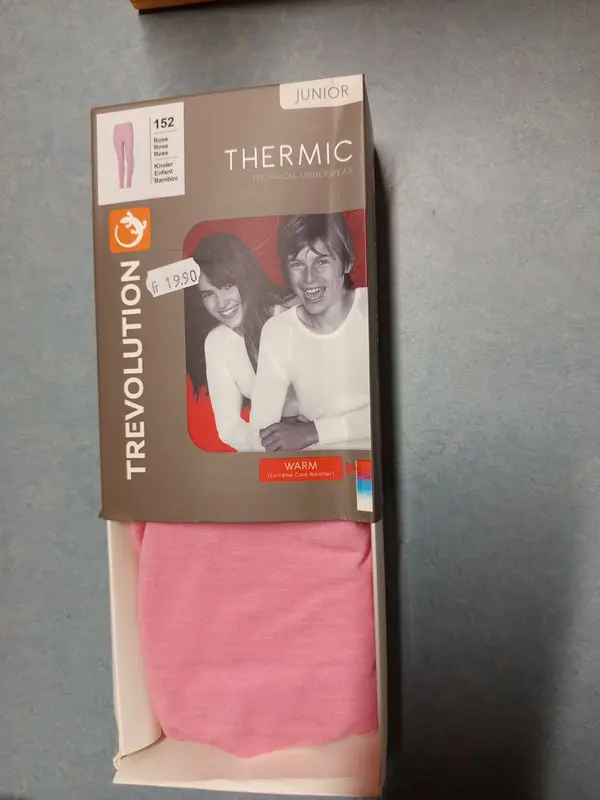 JUNIOR
152
Rose
Rose
Rose
Kinder
Enfant
Bambini
THERMIC
TECHNICAL UNDERWEAR
TREVOLUTION
fr 19.90
WARM
(Extreme Cold Weather)